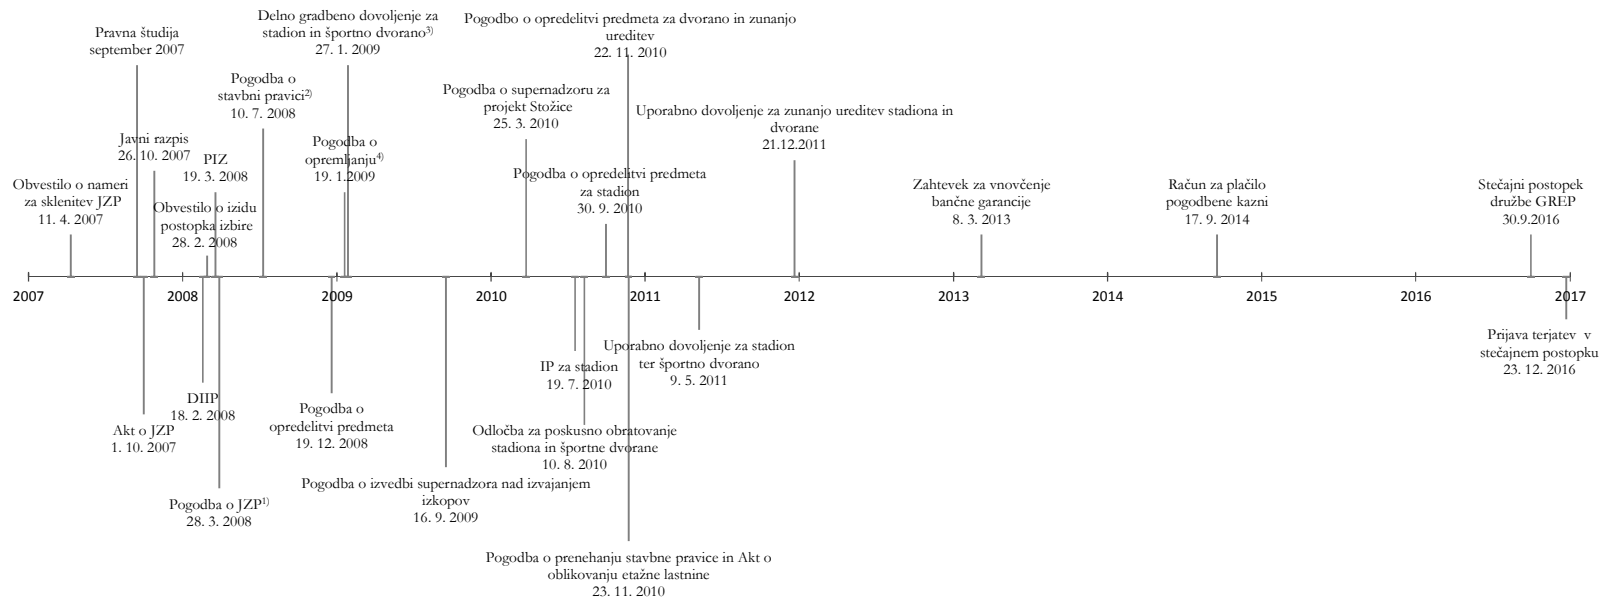 Pravna študija
september 2007
Delno gradbeno dovoljenje za
stadion in športno dvorano3)
27. 1. 2009
Pogodbo o opredelitvi predmeta za dvorano in zunanjo
ureditev
22. 11. 2010
Pogodba o
stavbni pravici2)
10. 7. 2008
Pogodba o supernadzoru za
projekt Stožice
25. 3. 2010
Uporabno dovoljenje za zunanjo ureditev stadiona in
dvorane
21.12.2011
Javni razpis
26. 10. 2007
PIZ
19. 3. 2008
Pogodba o
opremljanju4)
19. 1.2009
Pogodba o opredelitvi predmeta
za stadion
30. 9. 2010
Obvestilo o nameri
za sklenitev JZP
11. 4. 2007
Obvestilo o izidu
postopka izbire
28. 2. 2008
Zahtevek za vnovčenje
bančne garancije
8. 3. 2013
Račun za plačilo
pogodbene kazni
17. 9. 2014
Stečajni postopek
družbe GREP
30.9.2016
2007 2008 2009 2010 2011 2012 2013 2014 2015 2016 2017
Prijava terjatev v
stečajnem postopku
23. 12. 2016
Uporabno dovoljenje za stadion
ter športno dvorano
9. 5. 2011
IP za stadion
19. 7. 2010
DIIP
18. 2. 2008
Pogodba o
opredelitvi predmeta
19. 12. 2008
Akt o JZP
1. 10. 2007
Odločba za poskusno obratovanje
stadiona in športne dvorane
10. 8. 2010
Pogodba o izvedbi supernadzora nad izvajanjem
izkopov
16. 9. 2009
Pogodba o JZP1)
28. 3. 2008
Pogodba o prenehanju stavbne pravice in Akt o
oblikovanju etažne lastnine
23. 11. 2010